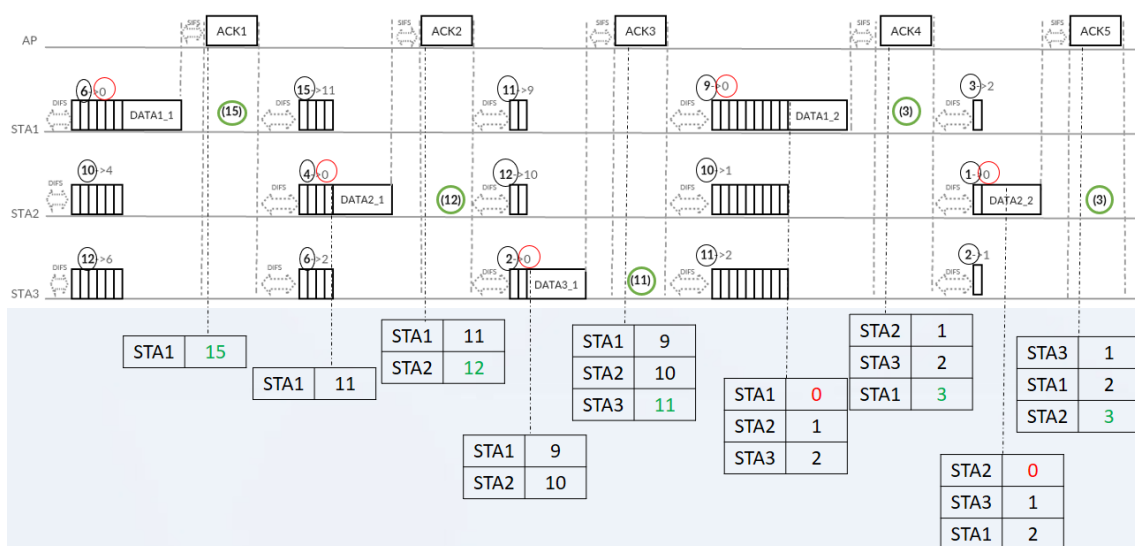 SIFS ACK1 SIFS ACK2 SIFS ACK3 SIFS ACK4 SIFS ACK5
AP
6->0 15->11 11->9 9->0 3->2
DIFS DATA1_1 (15) DIFS DIFS DIFS DATA1_2 (3) DIFS
STA1
10->4 4->0 12->10 10->1 1->0
DIFS DIFS DATA2_1 (12) DIFS DIFS DIFS DATA2_2 (3)
STA2
12->6 6->2 2->0 11->2 2->1
DIFS DIFS DIFS DATA3_1 (11) DIFS DIFS
STA3
STA1 15
STA1 11
STA1 11
STA2 12
STA1 9
STA2 10
STA1 9
STA2 10
STA3 11
STA1 0
STA2 1
STA3 2
STA2 1
STA3 2
STA1 3
STA2 0
STA3 1
STA1 2
STA3 1
STA1 2
STA2 3